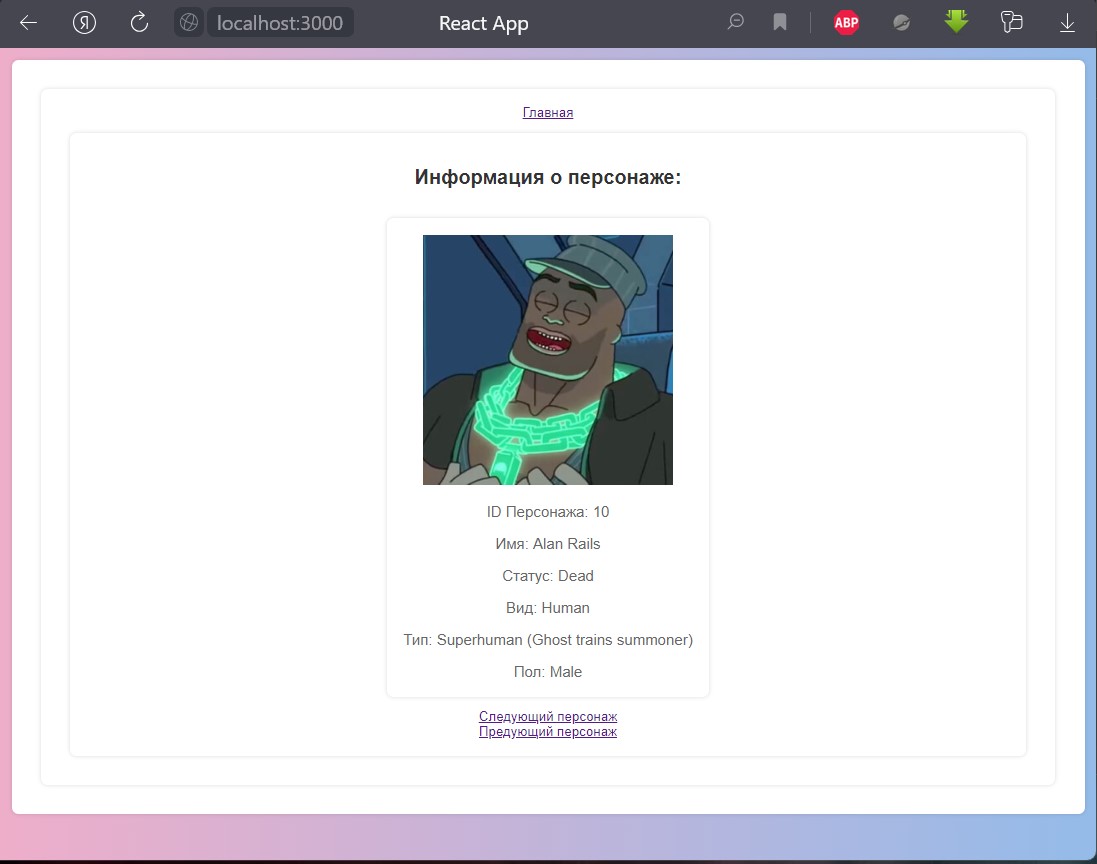 Я
localhost:3000
React App
ABP
Главная
Информация о персонаже:
ID Персонажа: 10
Имя: Alan Rails
Статус: Dead
Вид: Human
Тип: Superhuman (Ghost trains summoner)
Пол: Male
Следующий персонаж
Предующий персонаж